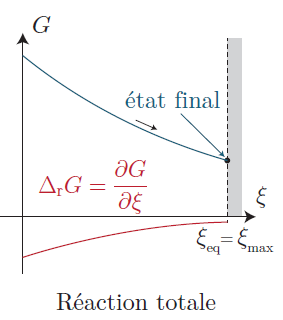 G
état final
ΔrG = ∂G/∂ξ
ξ
ξeq = ξmax
Réaction totale